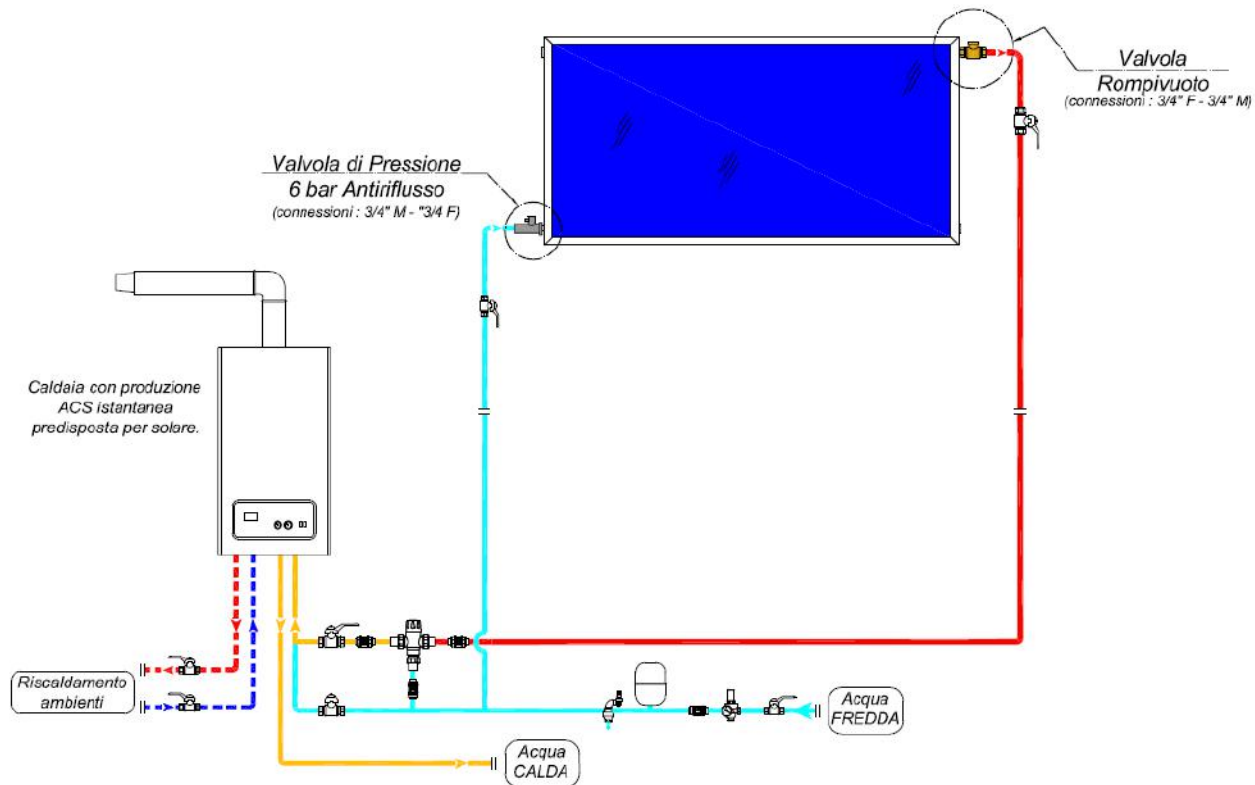 Valvola
Rompivuoto
(connessioni : 3/4" F - 3/4" M)
Valvola di Pressione
6 bar Antiriflusso
(connessioni : 3/4" M - "3/4 F)
Caldaia con produzione
ACS istantanea
predisposta per solare.
Riscaldamento
ambienti
Acqua
FREDDA
Acqua
CALDA